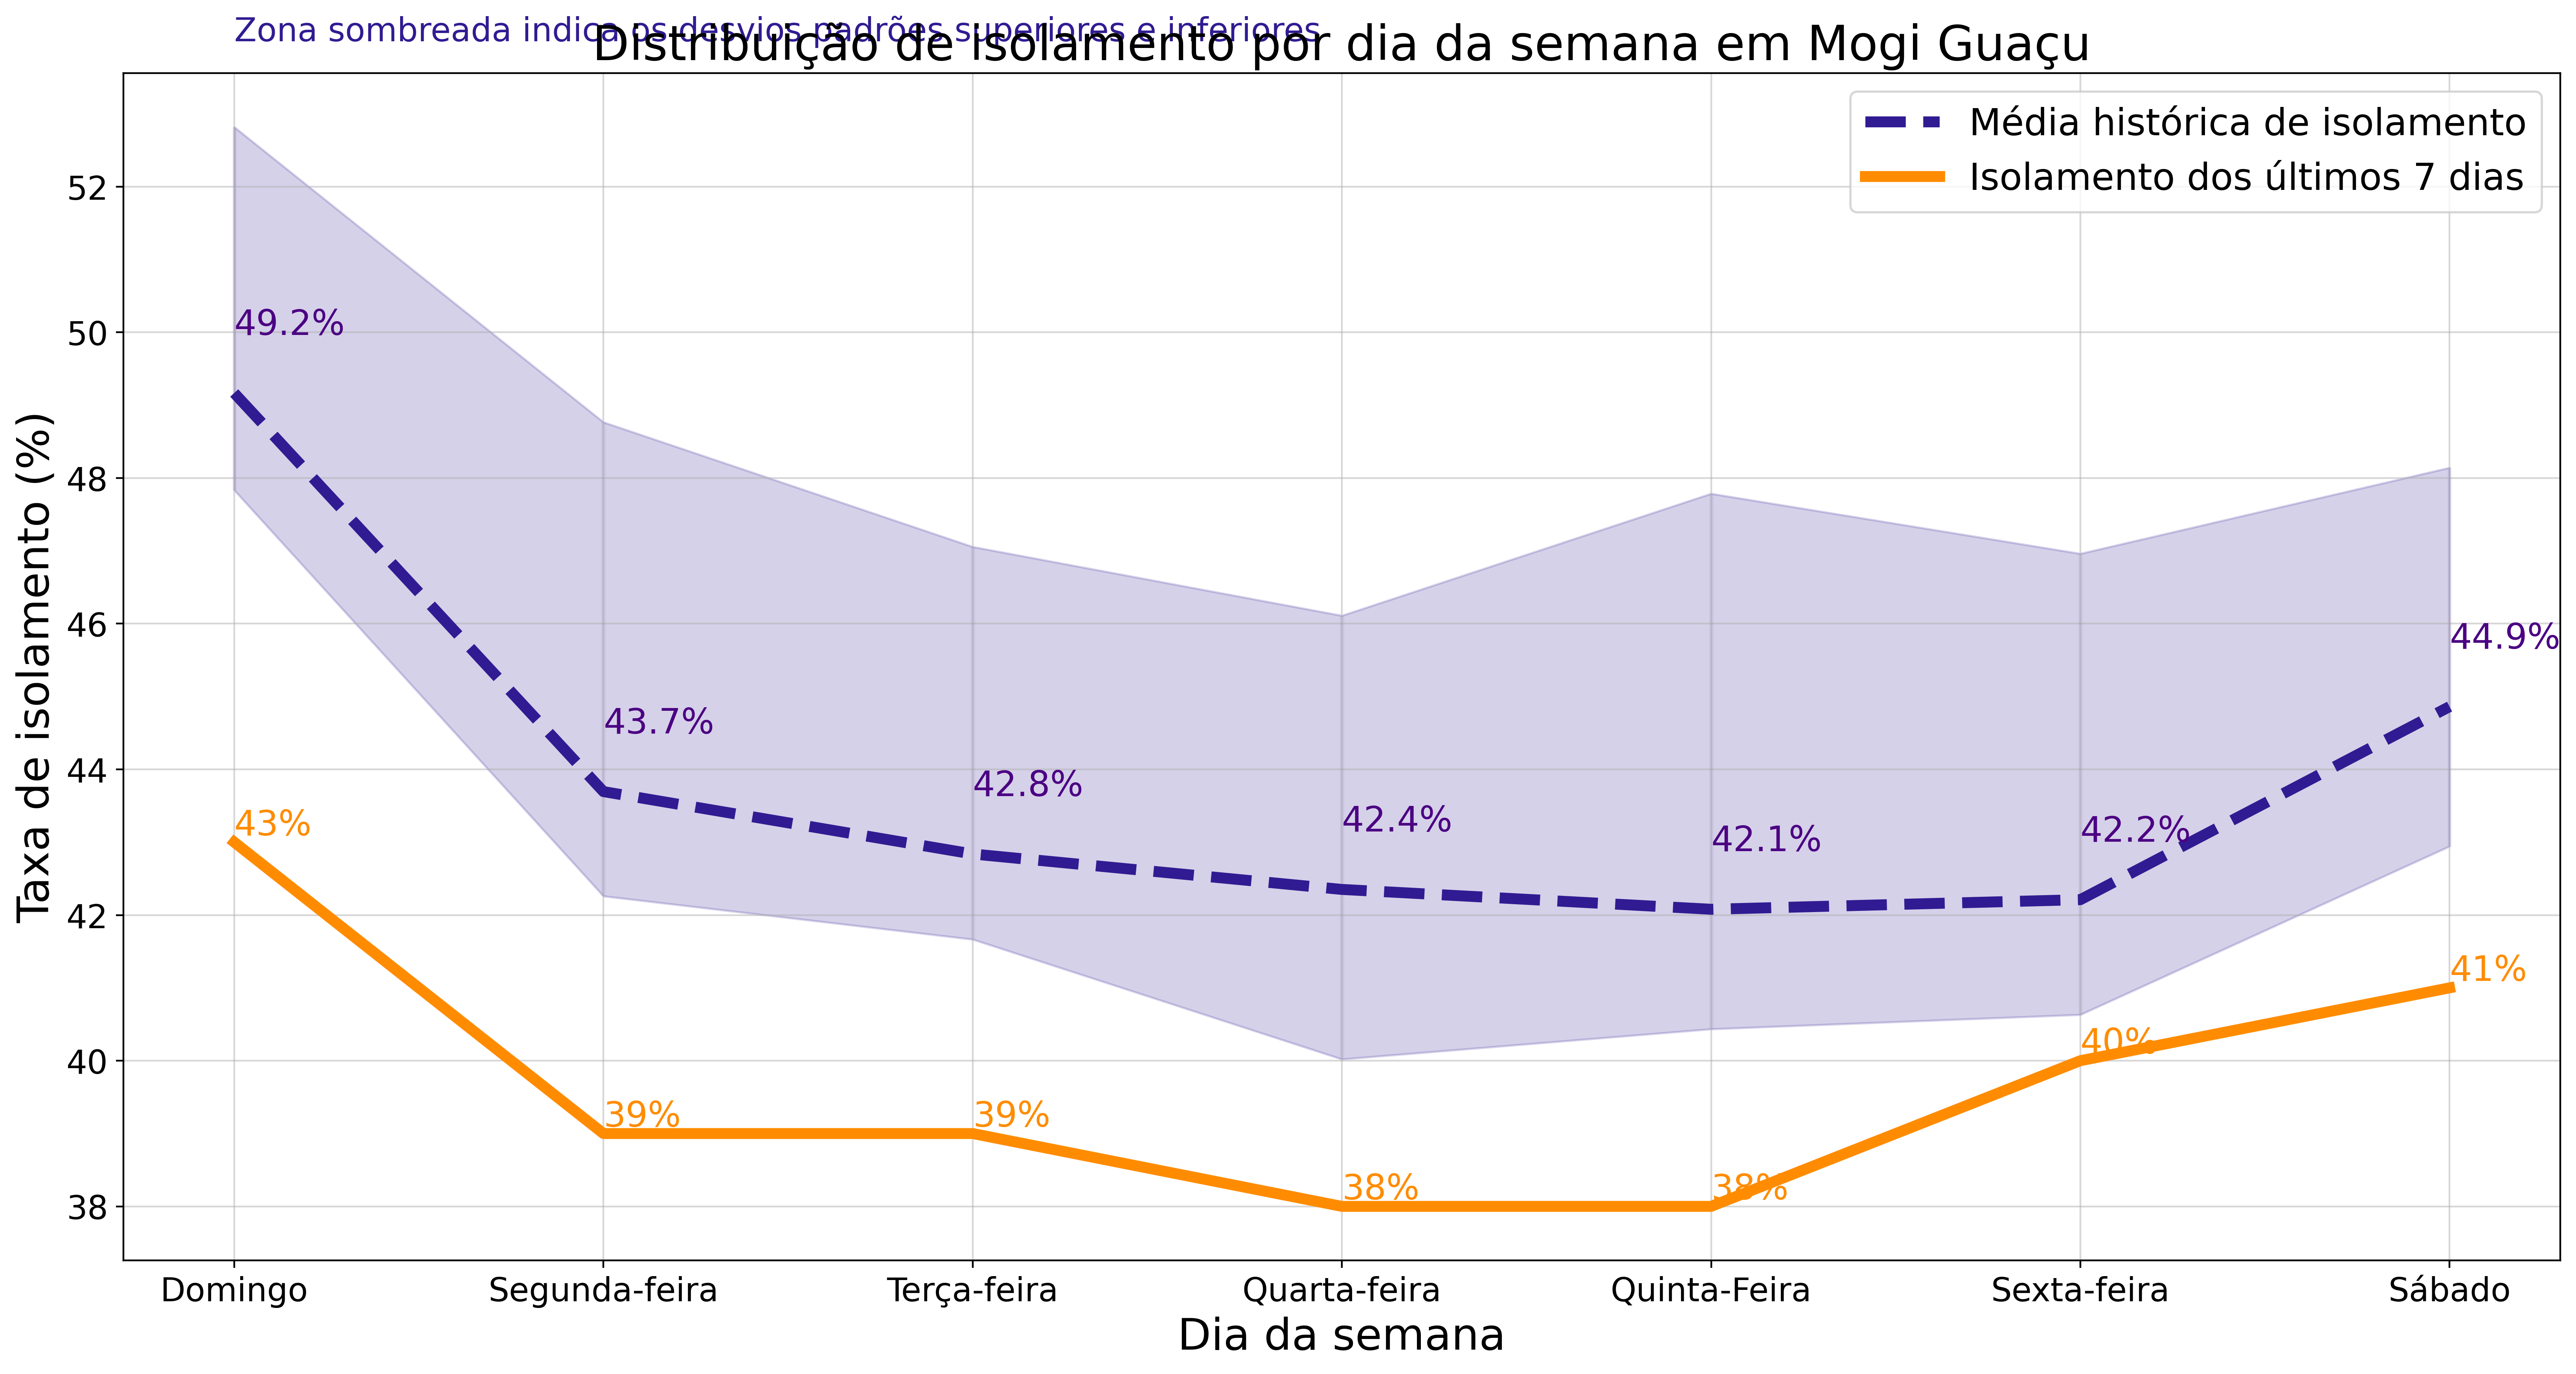 Zona sombreada indica os desvios padrões superiores e inferiores
Distribuição de isolamento por dia da semana em Mogi Guaçu
Média histórica de isolamento
Isolamento dos últimos 7 dias
Taxa de isolamento (%)
52
50
48
46
44
42
40
38
49.2%
43.7%
42.8%
42.4%
42.1%
42.2%
44.9%
43%
39%
39%
38%
38%
40%
41%
Domingo
Segunda-feira
Terça-feira
Quarta-feira
Quinta-Feira
Sexta-feira
Sábado
Dia da semana